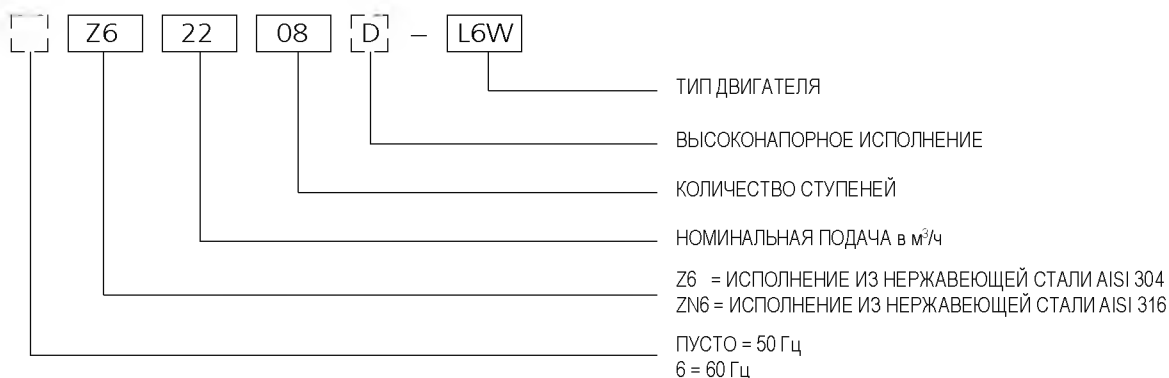 Z6 22 08 D – L6W
ТИП ДВИГАТЕЛЯ
ВЫСОКОНАПОРНОЕ ИСПОЛНЕНИЕ
КОЛИЧЕСТВО СТУПЕНЕЙ
НОМИНАЛЬНАЯ ПОДАЧА в м³/ч
Z6 = ИСПОЛНЕНИЕ ИЗ НЕРЖАВЕЮЩЕЙ СТАЛИ AISI 304
ZN6 = ИСПОЛНЕНИЕ ИЗ НЕРЖАВЕЮЩЕЙ СТАЛИ AISI 316
ПУСТО = 50 Гц
6 = 60 Гц